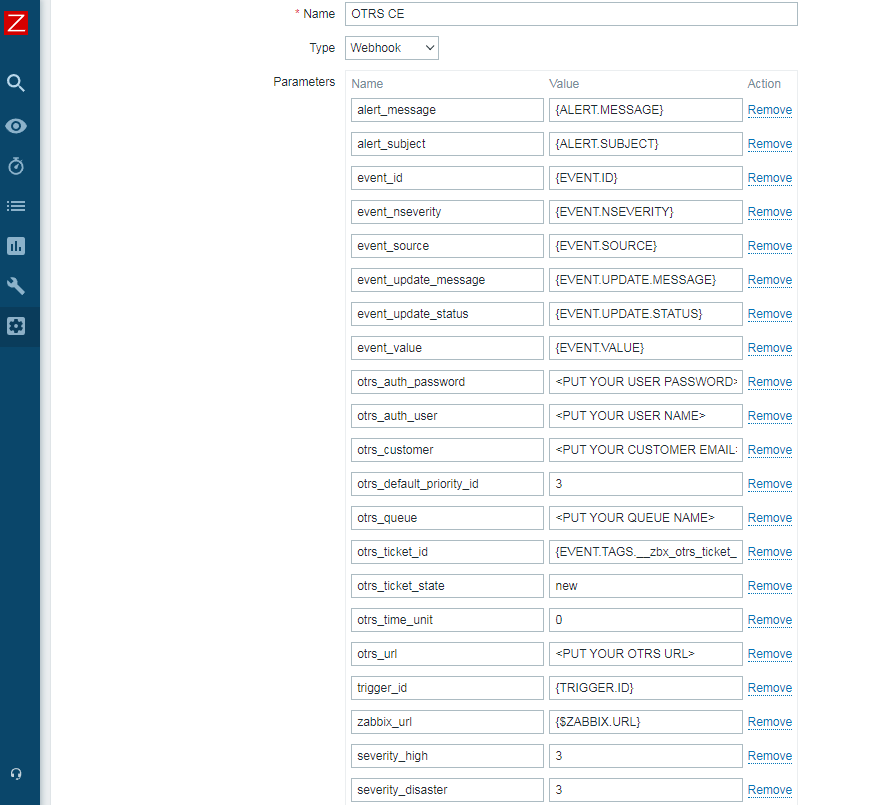 Z
* Name OTRS CE
Type Webhook
Parameters Name Value Action
alert_message {ALERT.MESSAGE} Remove
alert_subject {ALERT.SUBJECT} Remove
event_id {EVENT.ID} Remove
event_nseverity {EVENT.NSEVERITY} Remove
event_source {EVENT.SOURCE} Remove
event_update_message {EVENT.UPDATE.MESSAGE} Remove
event_update_status {EVENT.UPDATE.STATUS} Remove
event_value {EVENT.VALUE} Remove
otrs_auth_password <PUT YOUR USER PASSWORD> Remove
otrs_auth_user <PUT YOUR USER NAME> Remove
otrs_customer <PUT YOUR CUSTOMER EMAIL> Remove
otrs_default_priority_id 3 Remove
otrs_queue <PUT YOUR QUEUE NAME> Remove
otrs_ticket_id {EVENT.TAGS.__zbx_otrs_ticket_ Remove
otrs_ticket_state new Remove
otrs_time_unit 0 Remove
otrs_url <PUT YOUR OTRS URL> Remove
trigger_id {TRIGGER.ID} Remove
zabbix_url {$ZABBIX.URL} Remove
severity_high 3 Remove
severity_disaster 3 Remove